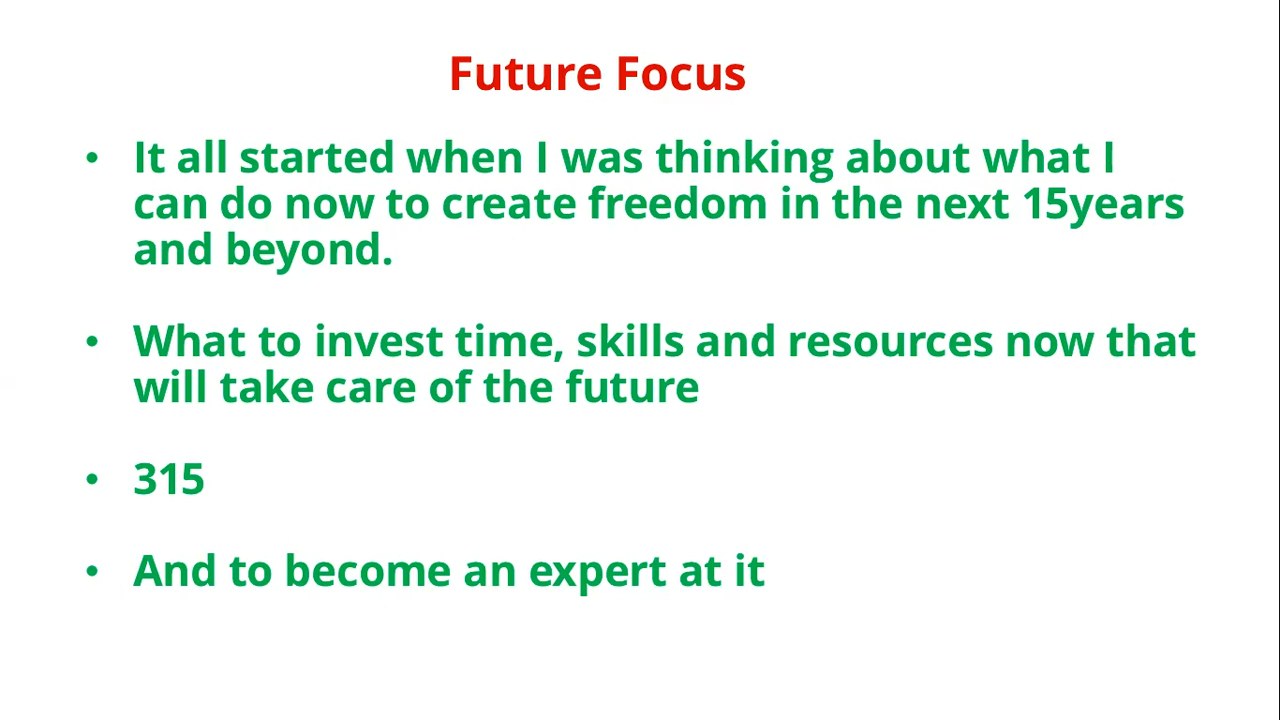 Future Focus
• It all started when I was thinking about what I
can do now to create freedom in the next 15years
and beyond.
• What to invest time, skills and resources now that
will take care of the future
• 315
• And to become an expert at it